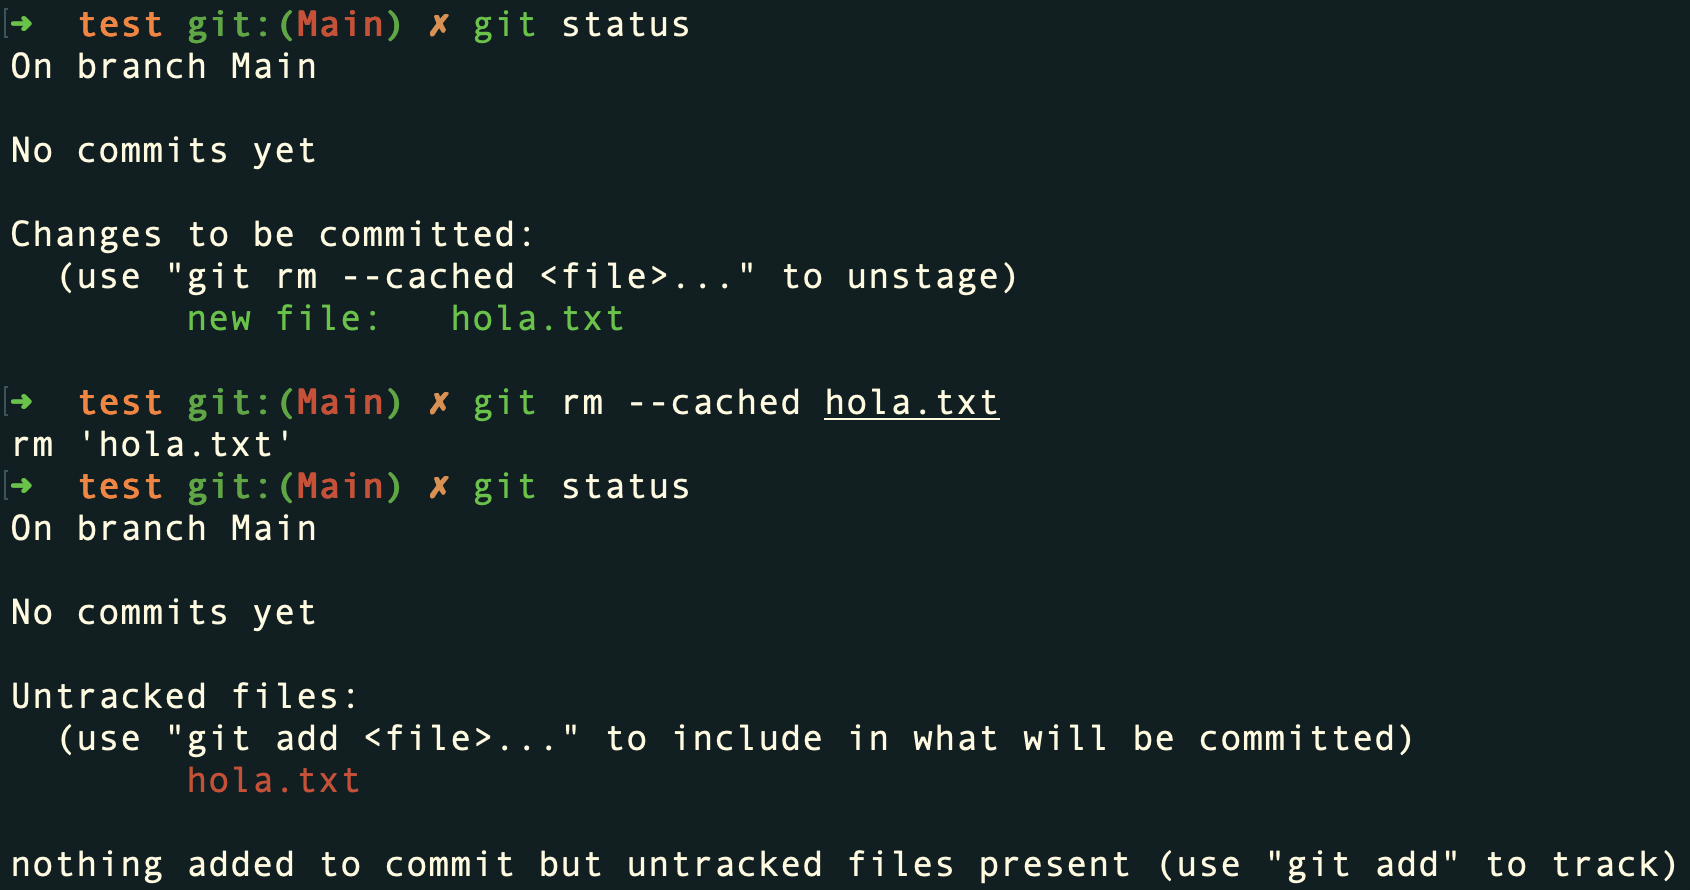 ➜ test git:(Main) ✗ git status
On branch Main
No commits yet
Changes to be committed:
(use "git rm --cached <file>..." to unstage)
new file: hola.txt
➜ test git:(Main) ✗ git rm --cached hola.txt
rm 'hola.txt'
➜ test git:(Main) ✗ git status
On branch Main
No commits yet
Untracked files:
(use "git add <file>..." to include in what will be committed)
hola.txt
nothing added to commit but untracked files present (use "git add" to track)